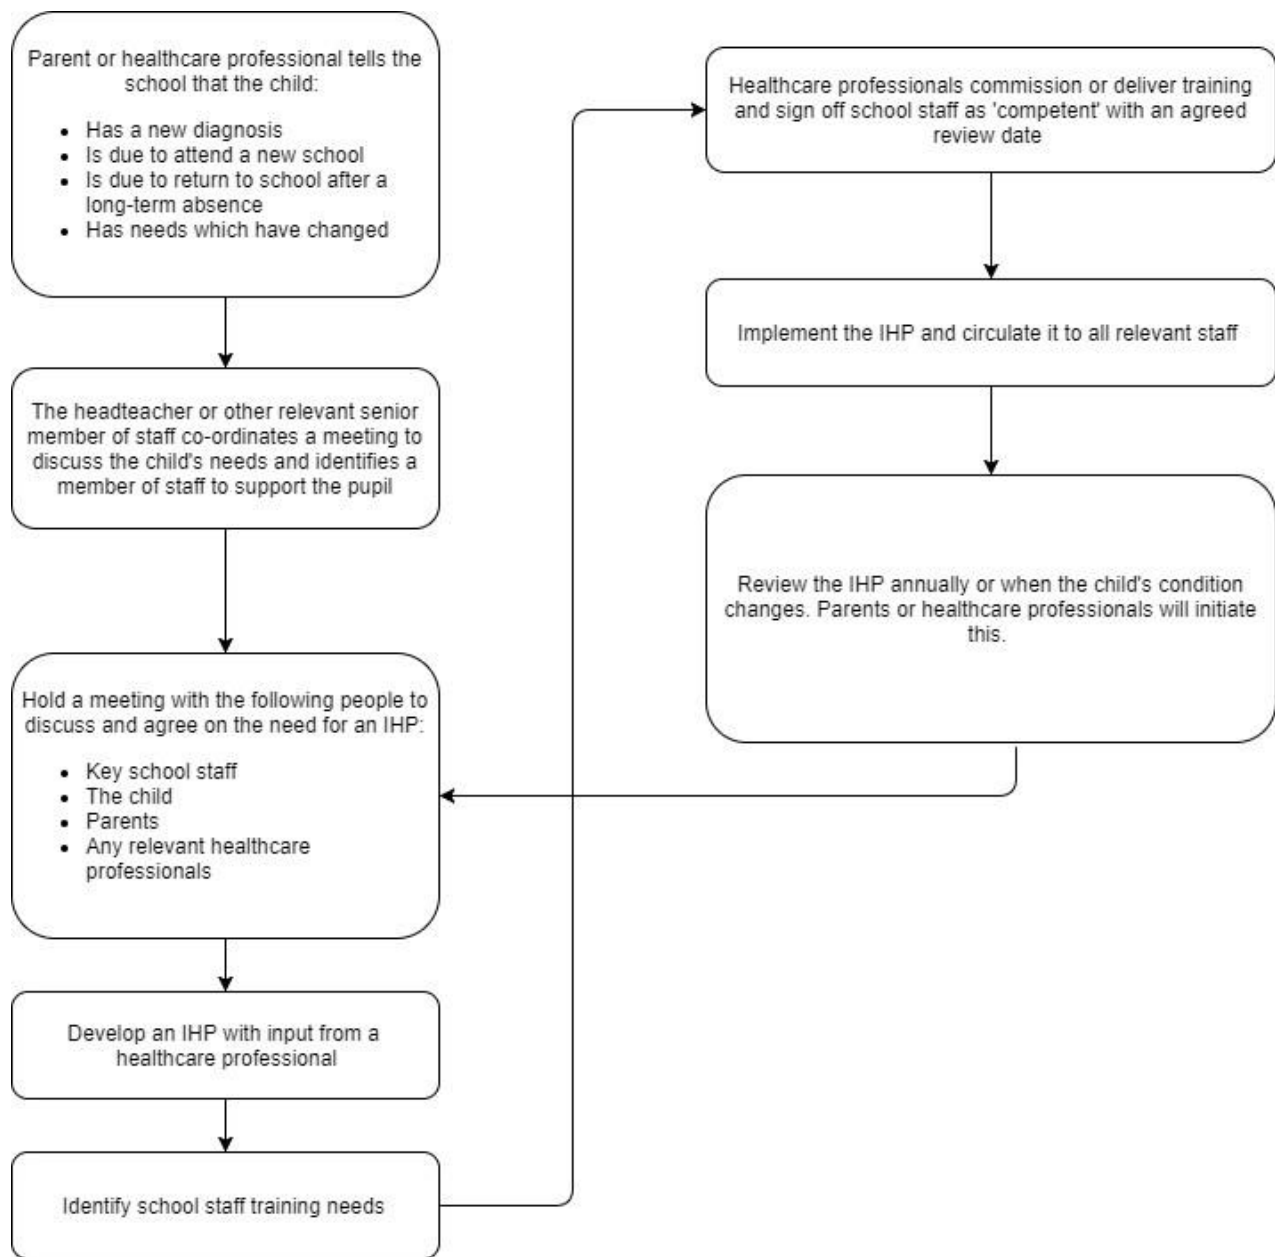 Parent or healthcare professional tells the
school that the child:
• Has a new diagnosis
• Is due to attend a new school
• Is due to return to school after a
long-term absence
• Has needs which have changed
The headteacher or other relevant senior
member of staff co-ordinates a meeting to
discuss the child's needs and identifies a
member of staff to support the pupil
Hold a meeting with the following people to
discuss and agree on the need for an IHP:
• Key school staff
• The child
• Parents
• Any relevant healthcare
professionals
Develop an IHP with input from a
healthcare professional
Identify school staff training needs
Healthcare professionals commission or deliver training
and sign off school staff as 'competent' with an agreed
review date
Implement the IHP and circulate it to all relevant staff
Review the IHP annually or when the child's condition
changes. Parents or healthcare professionals will initiate
this.